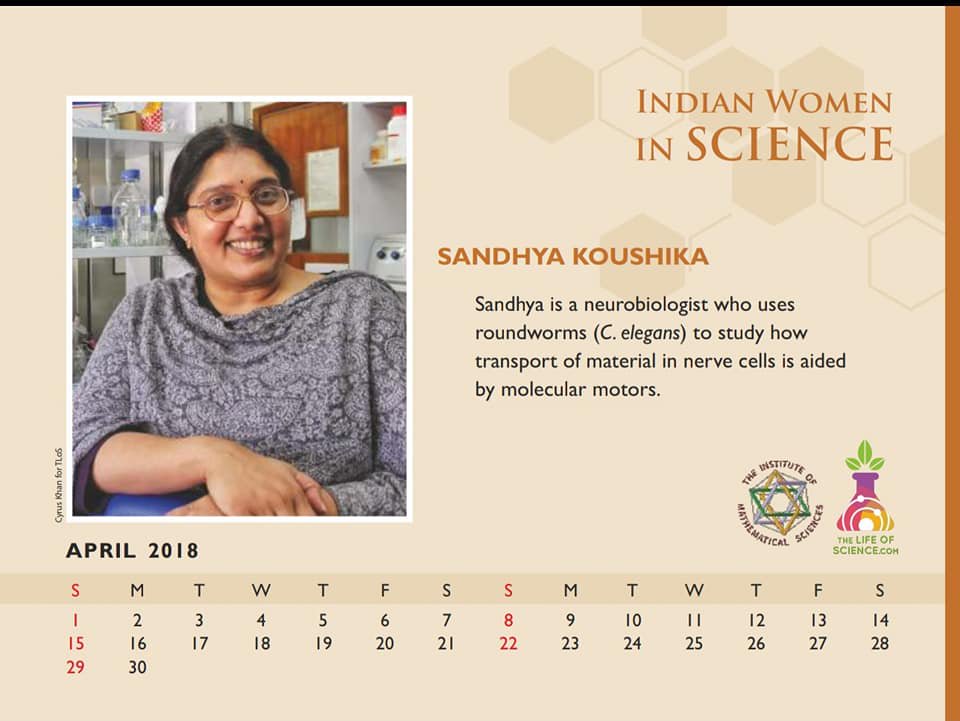 INDIAN WOMEN
IN SCIENCE
SANDHYA KOUSHIKA
Sandhya is a neurobiologist who uses
roundworms (C. elegans) to study how
transport of material in nerve cells is aided
by molecular motors.
Cyrus Khan for TLoS
THE INSTITUTE OF
MATHEMATICAL SCIENCES
THE LIFE OF
SCIENCE.COM
APRIL 2018
S M T W T F S S M T W T F S
1 2 3 4 5 6 7 8 9 10 11 12 13 14
15 16 17 18 19 20 21 22 23 24 25 26 27 28
29 30